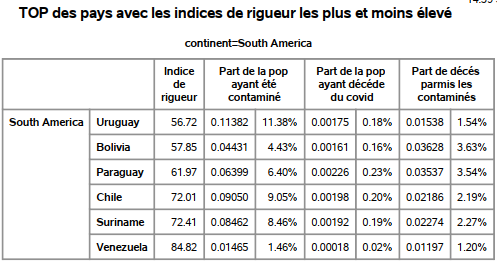 TOP des pays avec les indices de rigueur les plus et moins élevé
continent=South America
Indice de rigueur | Part de la pop ayant été contaminé | Part de la pop ayant décéde du covid | Part de décés parmis les contaminés
South America | Uruguay | 56.72 | 0.11382 | 11.38% | 0.00175 | 0.18% | 0.01538 | 1.54%
Bolivia | 57.85 | 0.04431 | 4.43% | 0.00161 | 0.16% | 0.03628 | 3.63%
Paraguay | 61.97 | 0.06399 | 6.40% | 0.00226 | 0.23% | 0.03537 | 3.54%
Chile | 72.01 | 0.09050 | 9.05% | 0.00198 | 0.20% | 0.02186 | 2.19%
Suriname | 72.41 | 0.08462 | 8.46% | 0.00192 | 0.19% | 0.02274 | 2.27%
Venezuela | 84.82 | 0.01465 | 1.46% | 0.00018 | 0.02% | 0.01197 | 1.20%